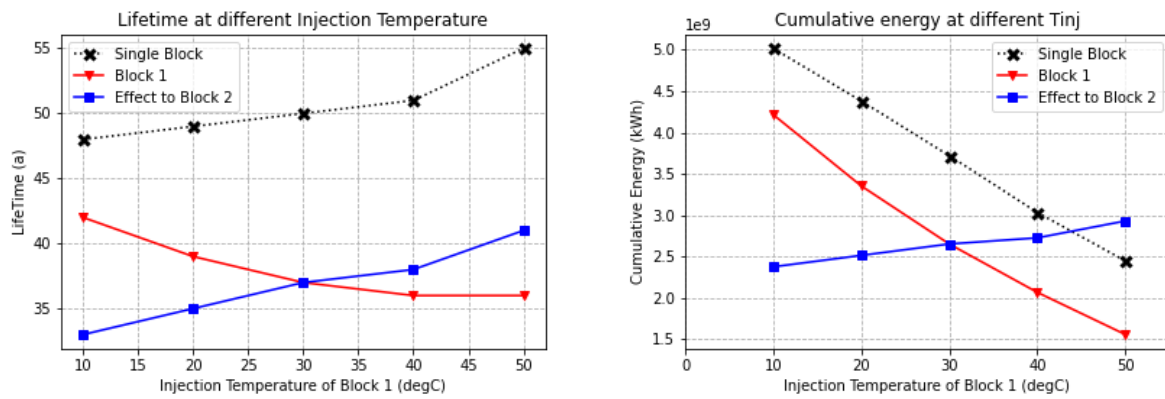 Lifetime at different Injection Temperature
55
50
45
40
35
LifeTime (a)
Single Block
Block 1
Effect to Block 2
10 15 20 25 30 35 40 45 50
Injection Temperature of Block 1 (degC)
Cumulative energy at different Tinj
1e9
5.0
4.5
4.0
3.5
3.0
2.5
2.0
1.5
Cumulative Energy (kWh)
Single Block
Block 1
Effect to Block 2
0 10 20 30 40 50
Injection Temperature of Block 1 (degC)